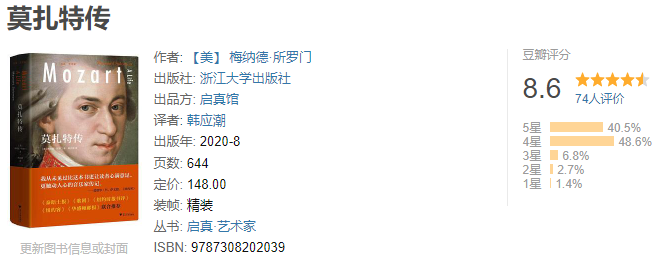 莫扎特传
Mozart
A Life
莫扎特传
作者: 【美】 梅纳德·所罗门
出版社: 浙江大学出版社
出品方: 启真馆
译者: 韩应潮
出版年: 2020-8
页数: 644
定价: 148.00
装帧: 精装
丛书: 启真·艺术家
ISBN: 9787308202039
更新图书信息或封面
豆瓣评分
8.6
74人评价
5星 40.5%
4星 48.6%
3星 6.8%
2星 2.7%
1星 1.4%